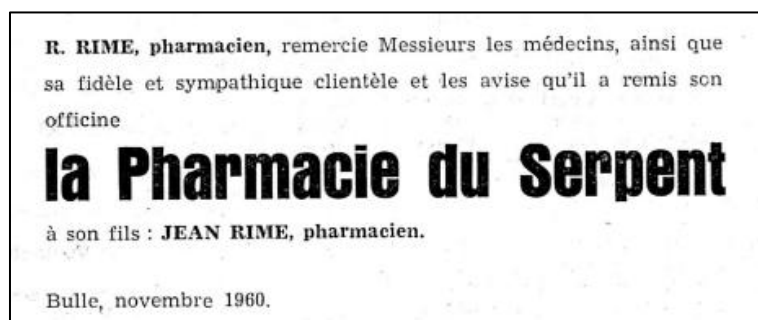 R. RIME, pharmacien, remercie Messieurs les médecins, ainsi que
sa fidèle et sympathique clientèle et les avise qu'il a remis son
officine
la Pharmacie du Serpent
à son fils : JEAN RIME, pharmacien.
Bulle, novembre 1960.